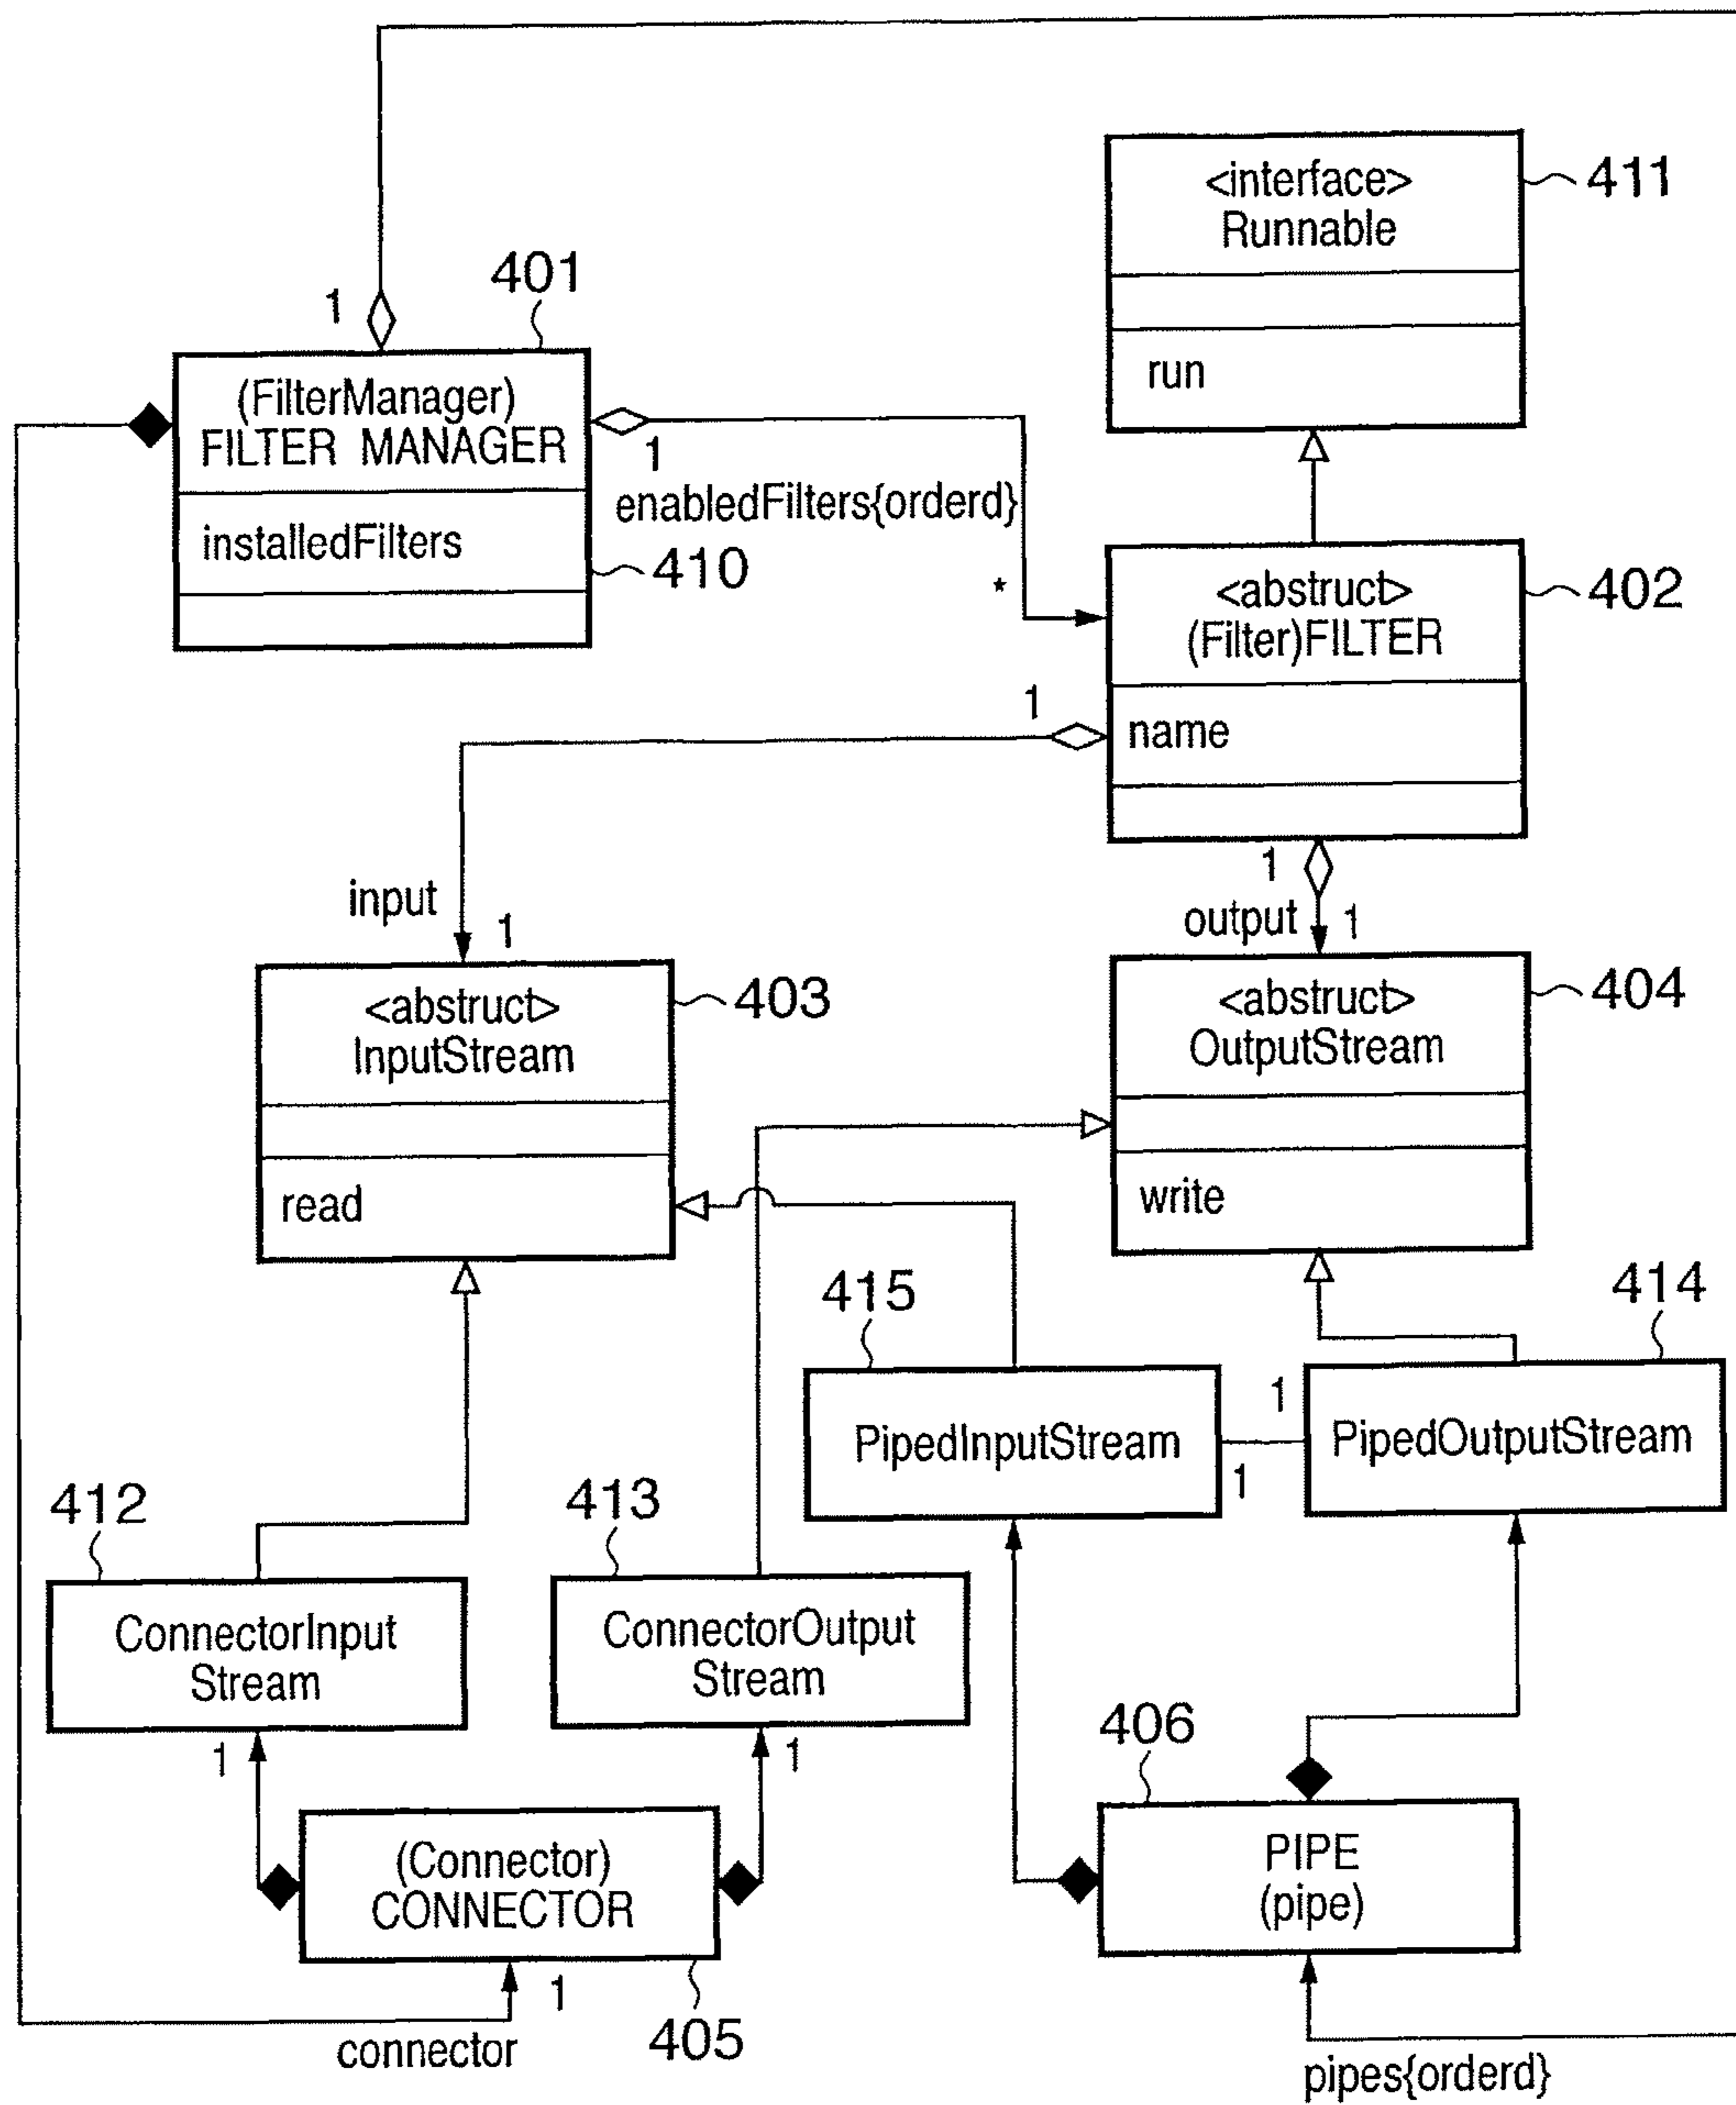 <interface>
Runnable
411
run
401
1
(FilterManager)
FILTER MANAGER
installedFilters
410
1
enabledFilters{orderd}
*
<abstruct>
(Filter)FILTER
402
name
1
1
input
1
output
1
<abstruct>
InputStream
403
read
<abstruct>
OutputStream
404
write
415
414
PipedInputStream
1
1
PipedOutputStream
412
413
ConnectorInput
Stream
ConnectorOutput
Stream
1
1
406
(Connector)
CONNECTOR
PIPE
(pipe)
1
405
connector
pipes{orderd}